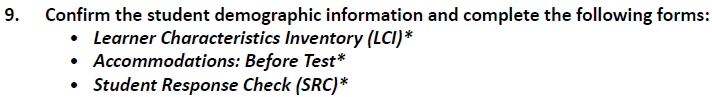 9. Confirm the student demographic information and complete the following forms:
• Learner Characteristics Inventory (LCI)*
• Accommodations: Before Test*
• Student Response Check (SRC)*